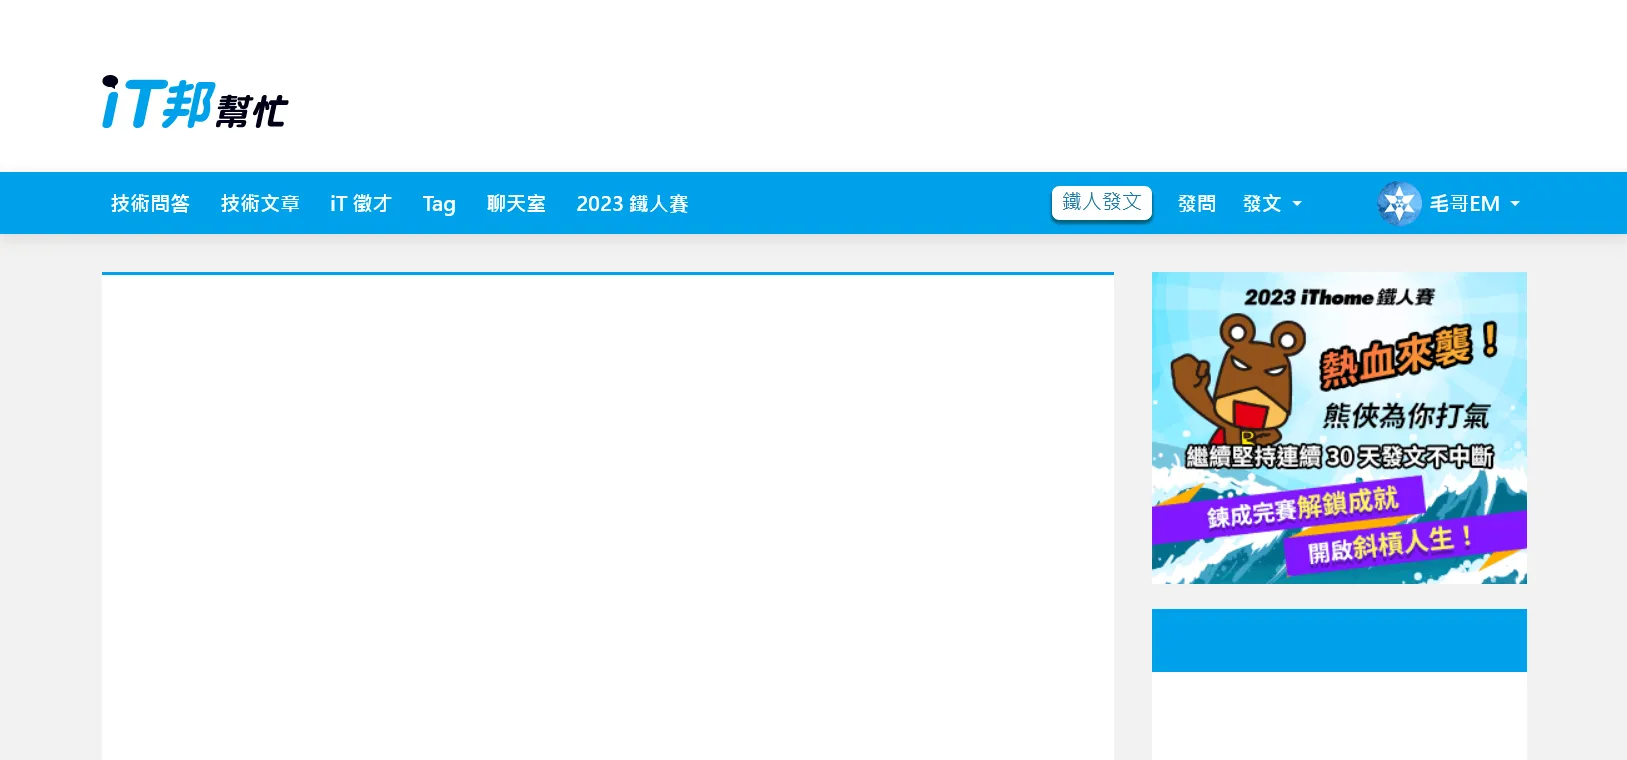 iT邦幫忙
技術問答 技術文章 iT 徵才 Tag 聊天室 2023 鐵人賽 鐵人發文 發問 發文 毛哥EM
2023 iThome 鐵人賽
熱血來襲！
熊俠為你打氣
B
繼續堅持連續 30 天發文不中斷
鍊成完賽解鎖成就
開啟斜槓人生！